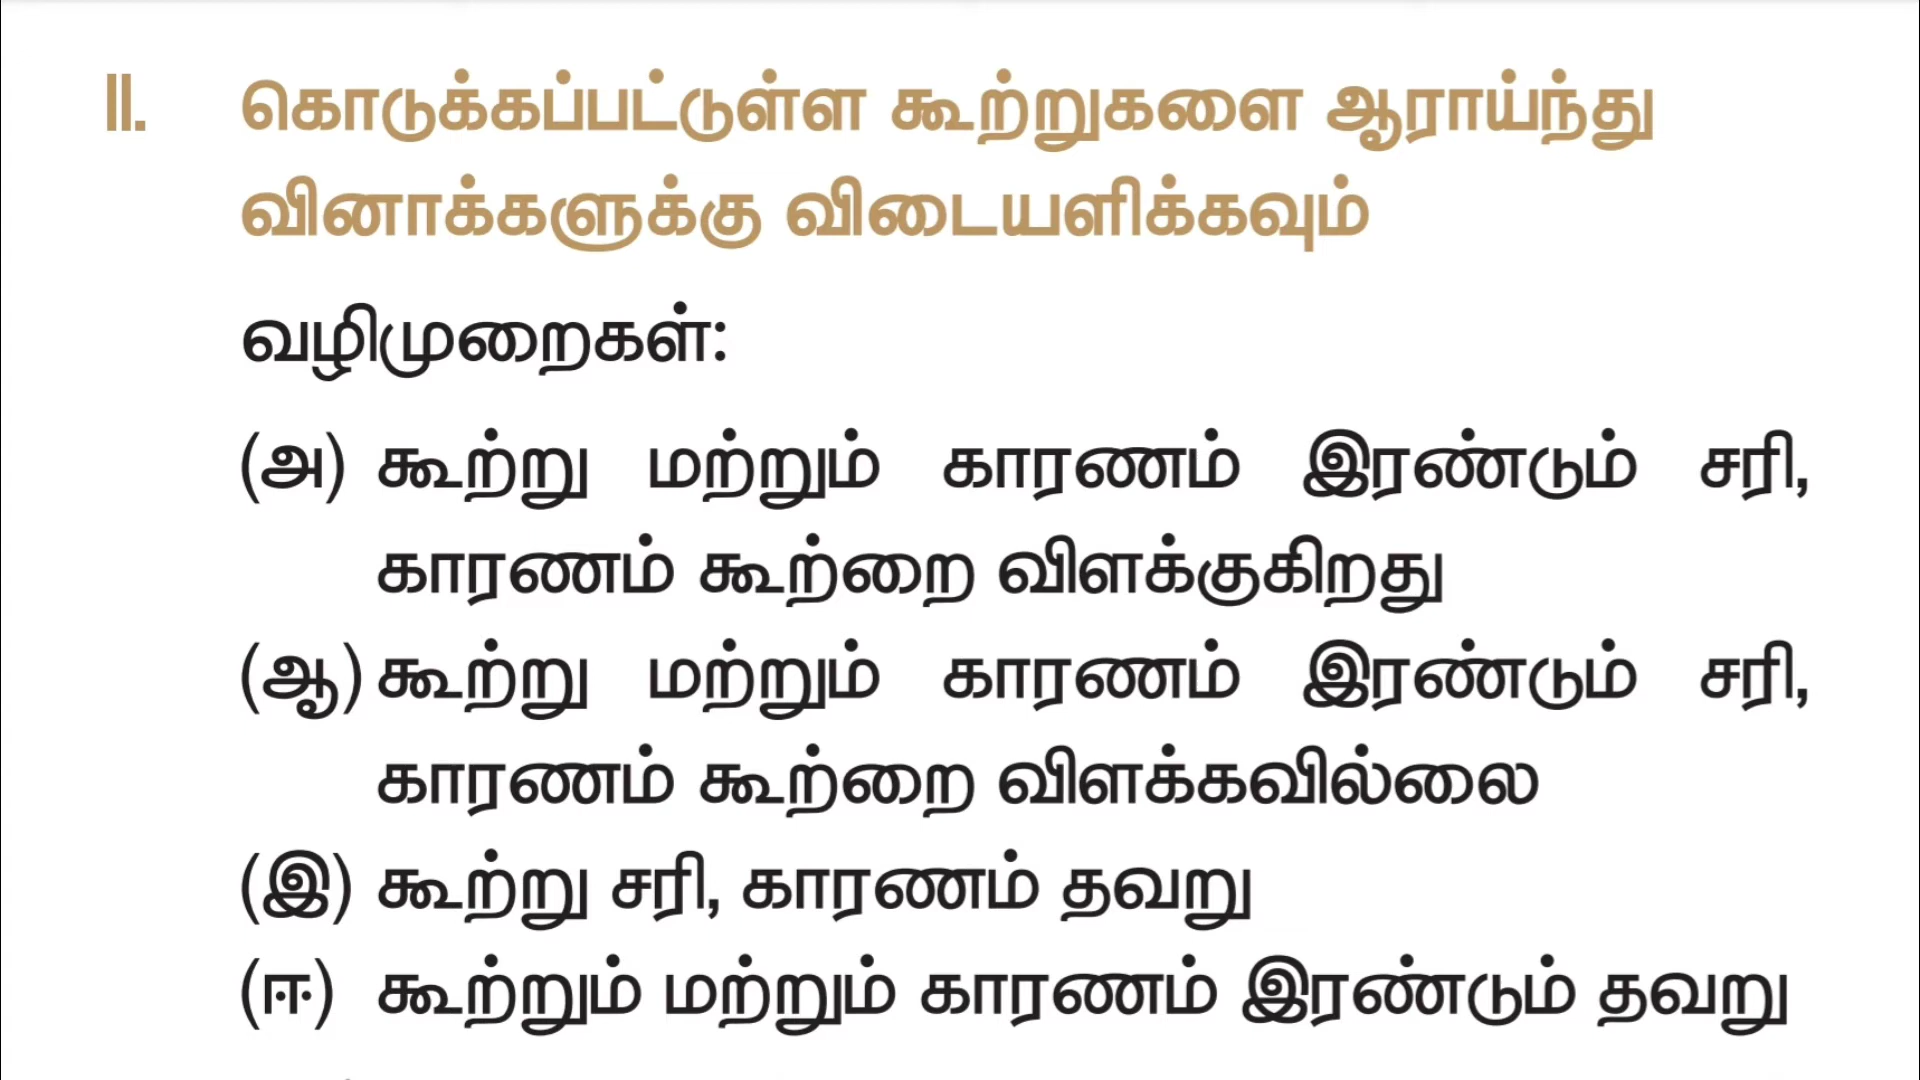 II. கொடுக்கப்பட்டுள்ள கூற்றுகளை ஆராய்ந்து
வினாக்களுக்கு விடையளிக்கவும்
வழிமுறைகள்:
(அ) கூற்று மற்றும் காரணம் இரண்டும் சரி,
காரணம் கூற்றை விளக்குகிறது
(ஆ) கூற்று மற்றும் காரணம் இரண்டும் சரி,
காரணம் கூற்றை விளக்கவில்லை
(இ) கூற்று சரி, காரணம் தவறு
(ஈ) கூற்றும் மற்றும் காரணம் இரண்டும் தவறு